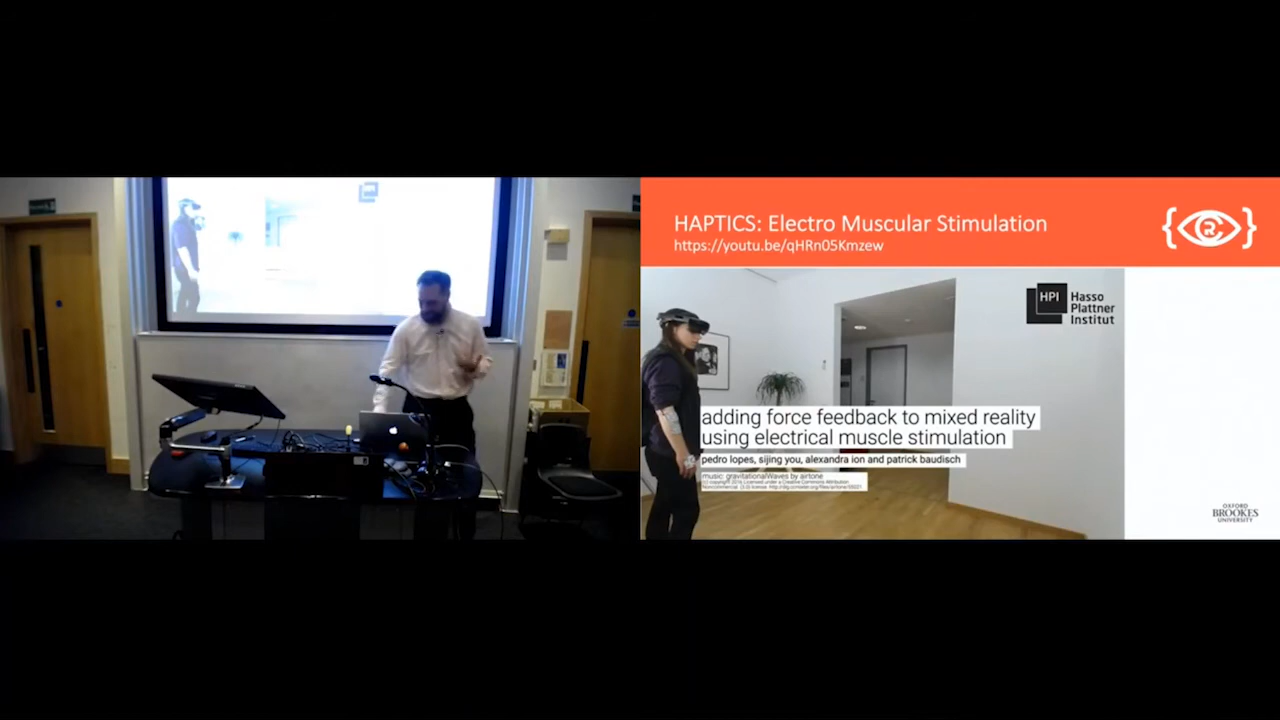 HAPTICS: Electro Muscular Stimulation
https://youtu.be/qHRn05Kmzew
{R}
HPI
Hasso
Plattner
Institut
adding force feedback to mixed reality
using electrical muscle stimulation
pedro lopes, sijing you, alexandra ion and patrick baudisch
music: gravitationalWaves by airtone
OXFORD
BROOKES
UNIVERSITY
HPI